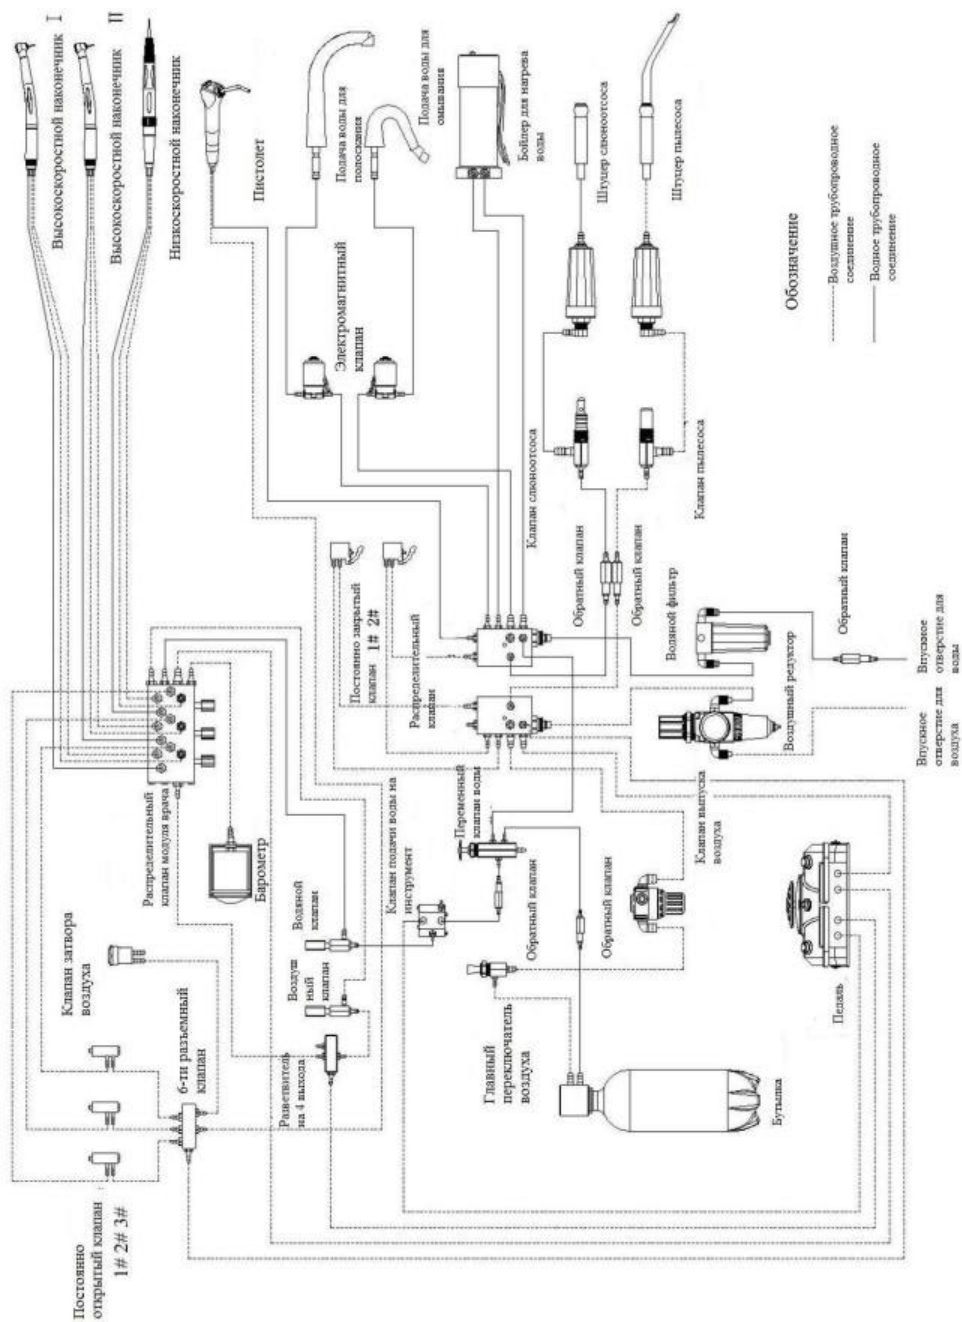 Высокоскоростной наконечник I
Высокоскоростной наконечник II
Низкоскоростной наконечник
Пистолет
Подача воды для
полоскания
Подача воды для
омывания
Бойлер для нагрева
воды
Штуцер слюноотсоса
Штуцер пылесоса
Обозначение
Воздушное трубопроводное
соединение
Водное трубопроводное
соединение
Электромагнитный
клапан
Клапан слюноотсоса
Клапан пылесоса
Постоянно закрытый
клапан 1# 2#
Распределительный
клапан
Обратный клапан
Обратный клапан
Водяной фильтр
Воздушный редуктор
Обратный клапан
Впускное
отверстие для
воды
Впускное
отверстие для
воздуха
Распределительный
клапан модуля врача
Барометр
Клапан подачи воды на
инструмент
Переменный
клапан воды
Клапан выпуска
воздуха
Обратный клапан
Обратный клапан
Клапан затвора
воздуха
6-ти разъемный
клапан
Водяной
клапан
Воздуш
ный
клапан
Разветвитель
на 4 выхода
Главный
переключатель
воздуха
Бутылка
Педаль
Постоянно
открытый клапан
1# 2# 3#